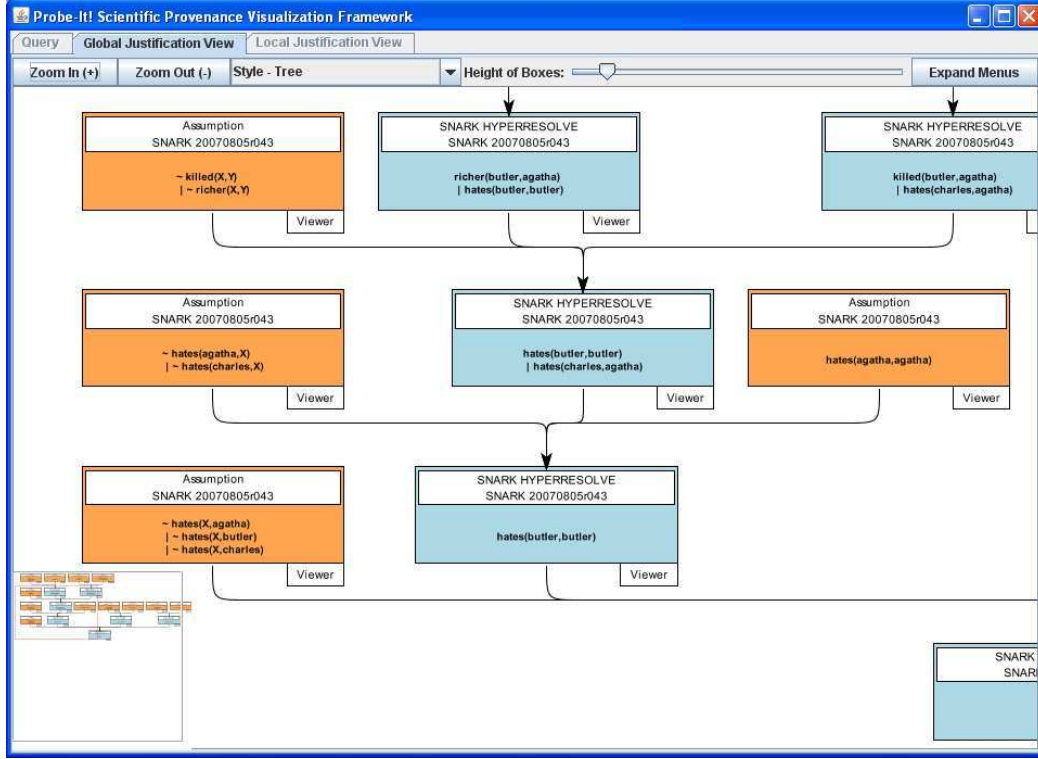 Probe-It! Scientific Provenance Visualization Framework
Query Global Justification View Local Justification View
Zoom In (+) Zoom Out (-) Style - Tree Height of Boxes: Expand Menus
Assumption
SNARK 20070805r043
~ killed(X,Y)
| ~ richer(X,Y)
Viewer
SNARK HYPERRESOLVE
SNARK 20070805r043
richer(butler,agatha)
| hates(butler,butler)
Viewer
SNARK HYPERRESOLVE
SNARK 20070805r043
killed(butler,agatha)
| hates(charles,agatha)
Assumption
SNARK 20070805r043
~ hates(agatha,X)
| ~ hates(charles,X)
Viewer
SNARK HYPERRESOLVE
SNARK 20070805r043
hates(butler,butler)
| hates(charles,agatha)
Viewer
Assumption
SNARK 20070805r043
hates(agatha,agatha)
Viewer
Assumption
SNARK 20070805r043
~ hates(X,agatha)
| ~ hates(X,butler)
| ~ hates(X,charles)
Viewer
SNARK HYPERRESOLVE
SNARK 20070805r043
hates(butler,butler)
Viewer
SNARK
SNAR